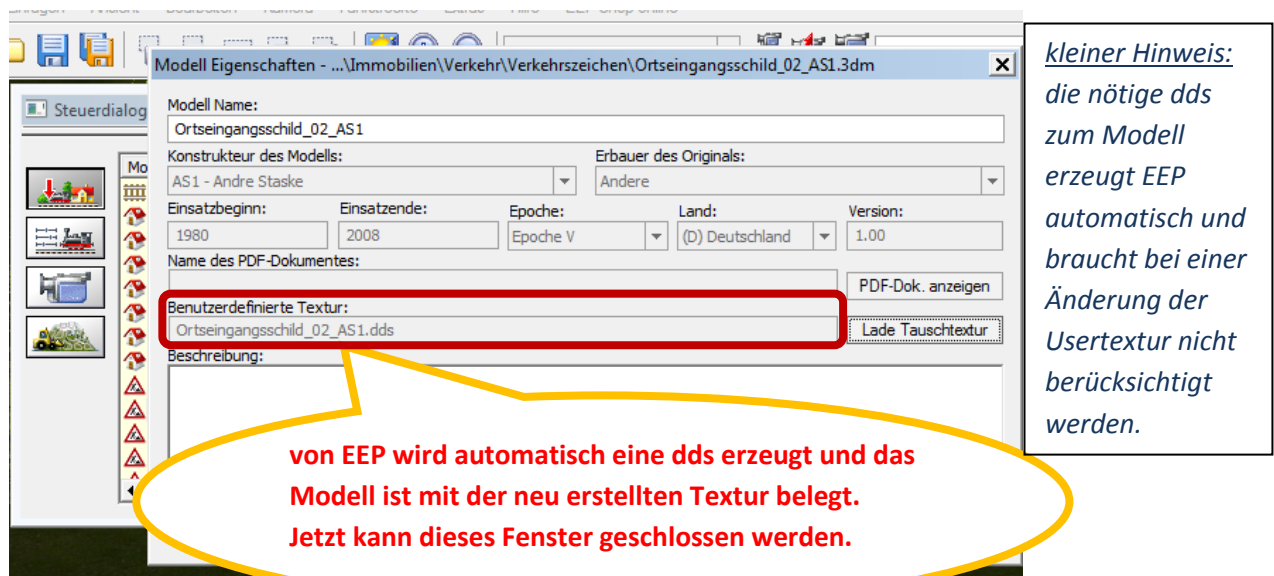 Modell Eigenschaften - ...\Immobilien\Verkehr\Verkehrszeichen\Ortseingangsschild_02_AS1.3dm
Steuerdialog
Mo
Modell Name:
Ortseingangsschild_02_AS1
Konstrukteur des Modells: Erbauer des Originals:
AS1 - Andre Staske Andere
Einsatzbeginn: Einsatzende: Epoche: Land: Version:
1980 2008 Epoche V (D) Deutschland 1.00
Name des PDF-Dokumentes:
PDF-Dok. anzeigen
Benutzerdefinierte Textur:
Ortseingangsschild_02_AS1.dds Lade Tauschtextur
Beschreibung:
von EEP wird automatisch eine dds erzeugt und das
Modell ist mit der neu erstellten Textur belegt.
Jetzt kann dieses Fenster geschlossen werden.
kleiner Hinweis:
die nötige dds
zum Modell
erzeugt EEP
automatisch und
braucht bei einer
Änderung der
Usertextur nicht
berücksichtigt
werden.